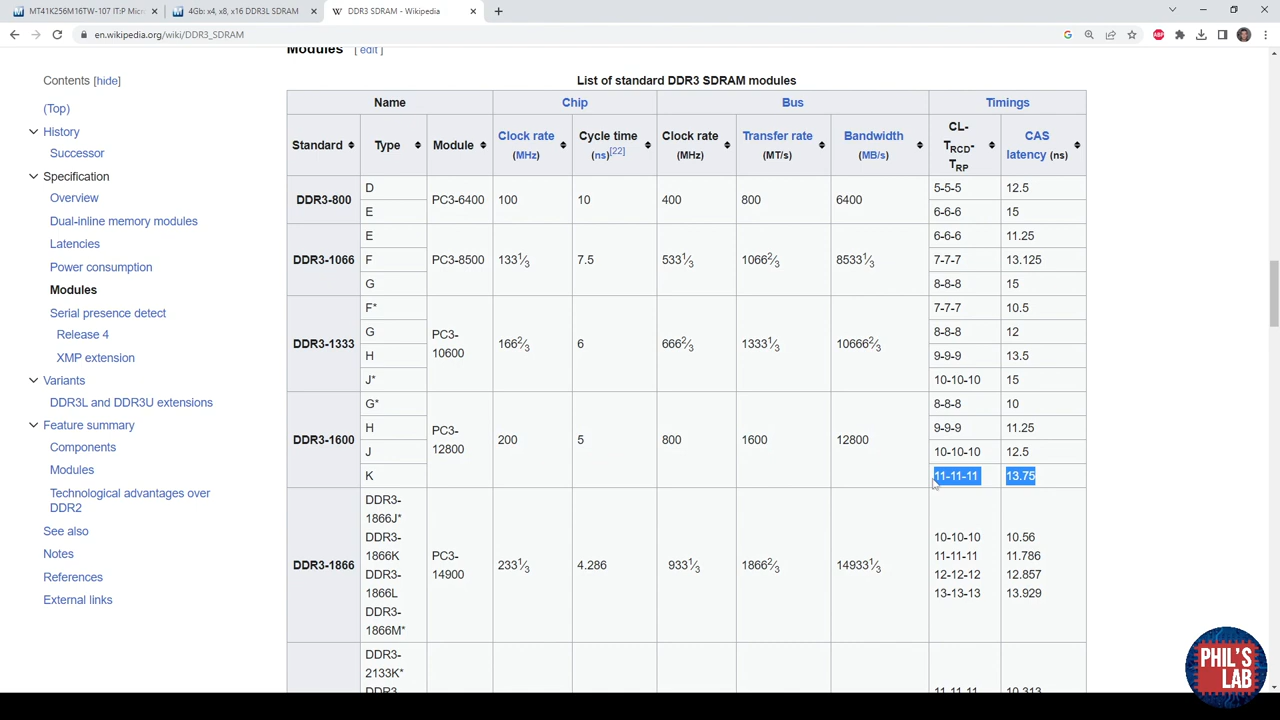 MT41K256M16TW-107 IT:P Micr
4Gb: x4, x8, x16 DDR3L SDRAM
DDR3 SDRAM - Wikipedia
en.wikipedia.org/wiki/DDR3_SDRAM
Contents [hide]
(Top)
History
Successor
Specification
Overview
Dual-inline memory modules
Latencies
Power consumption
Modules
Serial presence detect
Release 4
XMP extension
Variants
DDR3L and DDR3U extensions
Feature summary
Components
Modules
Technological advantages over
DDR2
See also
Notes
References
External links
Modules [ edit ]
List of standard DDR3 SDRAM modules
Name Chip Bus Timings
Standard Type Module Clock rate (MHz) Cycle time (ns)[22] Clock rate (MHz) Transfer rate (MT/s) Bandwidth (MB/s) CL-TRCD-TRP CAS latency (ns)
DDR3-800 D PC3-6400 100 10 400 800 6400 5-5-5 12.5
E 6-6-6 15
DDR3-1066 E PC3-8500 133⅓ 7.5 533⅓ 1066⅔ 8533⅓ 6-6-6 11.25
F 7-7-7 13.125
G 8-8-8 15
DDR3-1333 F* PC3-10600 166⅔ 6 666⅔ 1333⅓ 10666⅔ 7-7-7 10.5
G 8-8-8 12
H 9-9-9 13.5
J* 10-10-10 15
DDR3-1600 G* PC3-12800 200 5 800 1600 12800 8-8-8 10
H 9-9-9 11.25
J 10-10-10 12.5
K 11-11-11 13.75
DDR3-1866 DDR3-1866J* PC3-14900 233⅓ 4.286 933⅓ 1866⅔ 14933⅓ 10-10-10 10.56
DDR3-1866K 11-11-11 11.786
DDR3-1866L 12-12-12 12.857
DDR3-1866M* 13-13-13 13.929
DDR3-2133K*
DDR3- 11-11-11 10.313
PHIL'S
LAB